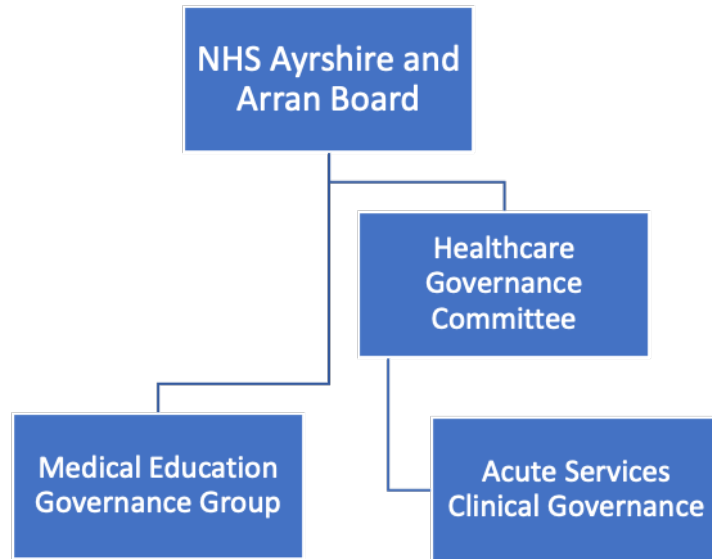 NHS Ayrshire and
Arran Board
Healthcare
Governance
Committee
Medical Education
Governance Group
Acute Services
Clinical Governance